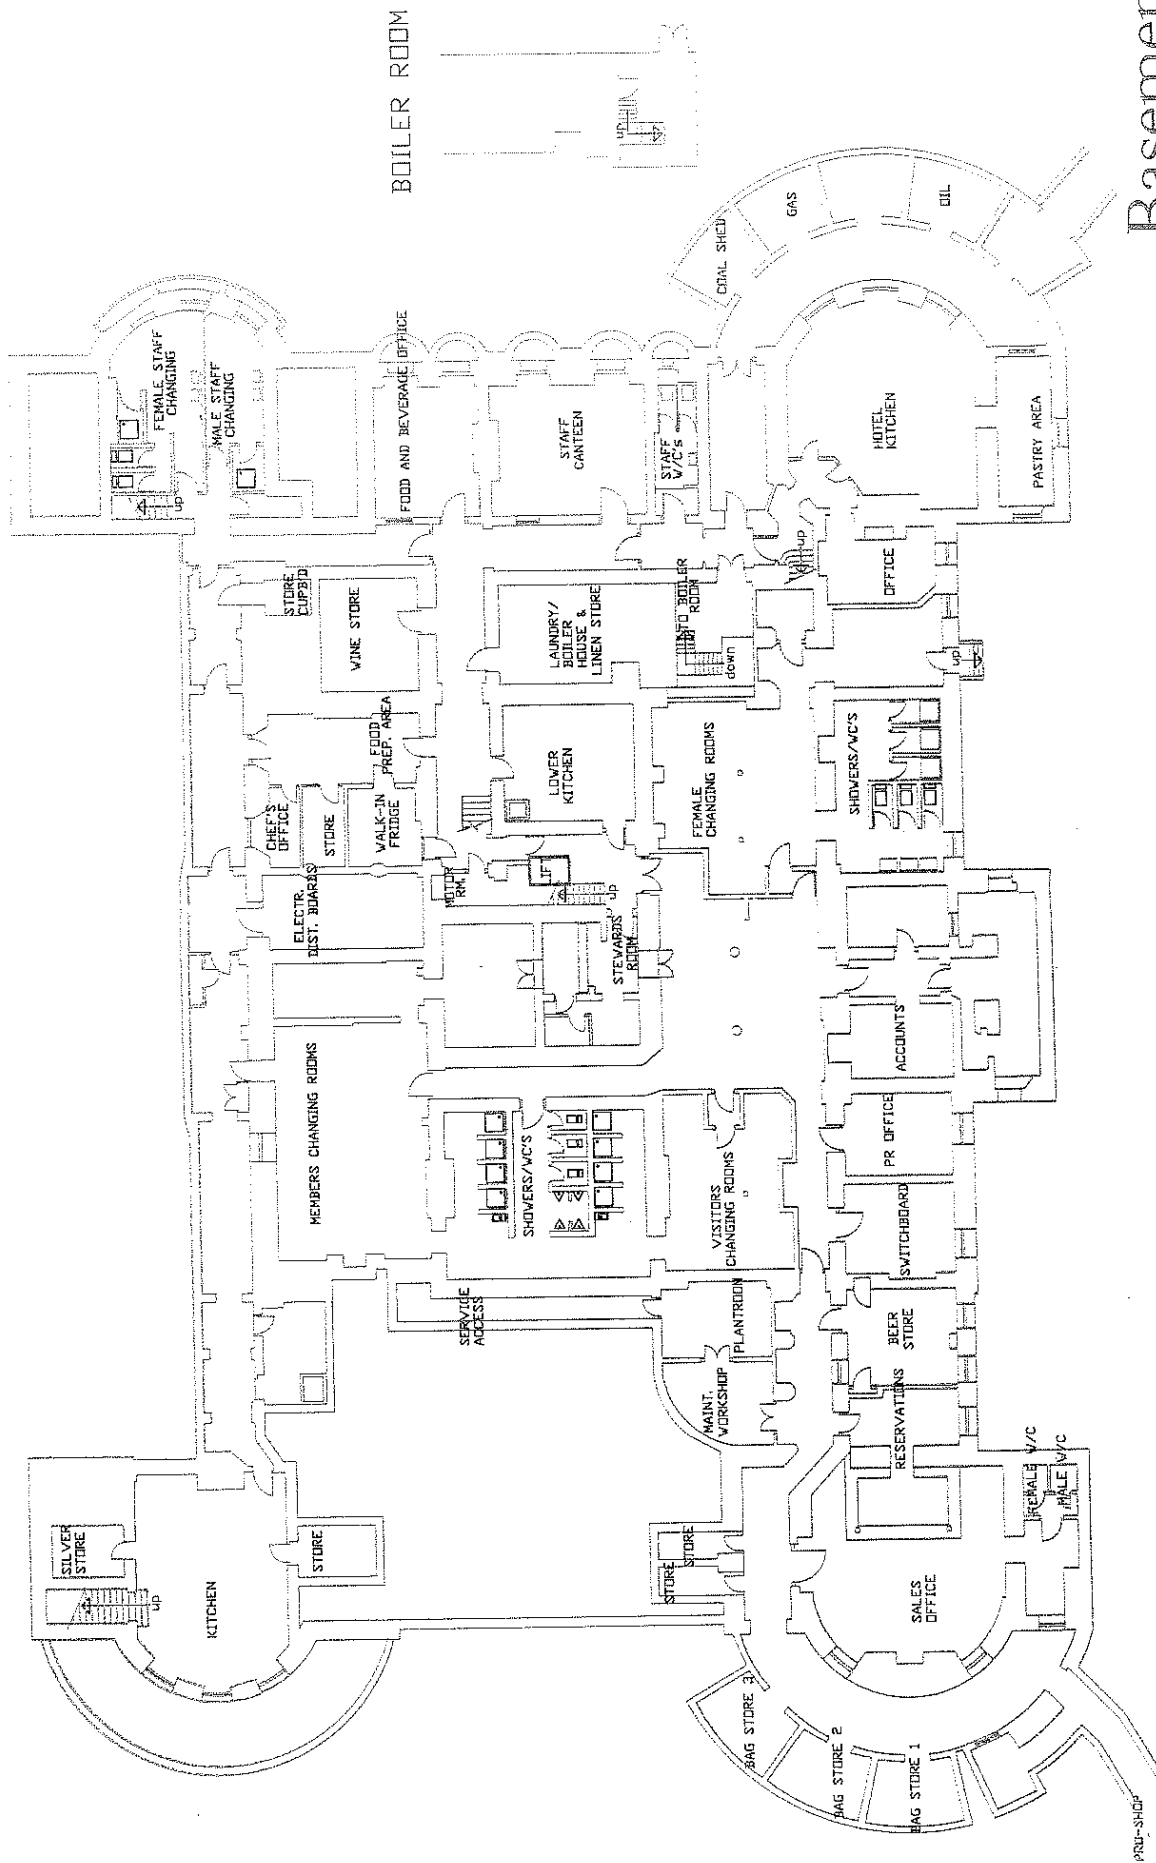 BOILER ROOM
up
Basemen
COAL SHED
GAS
OIL
FEMALE STAFF
CHANGING
MALE STAFF
CHANGING
up
FOOD AND BEVERAGE OFFICE
STAFF
CANTEEN
STAFF
W/C's
HOTEL
KITCHEN
PASTRY AREA
STORE
CUPB'D
WINE STORE
LAUNDRY/
BOILER
HOUSE &
LINEN STORE
INTO BOILER
ROOM
down
up
OFFICE
up
CHEF'S
OFFICE
STORE
FOOD
PREP. AREA
WALK-IN
FRIDGE
LOWER
KITCHEN
FEMALE
CHANGING ROOMS
SHOWERS/WC'S
ELECTR.
DIST. BOARDS
MOTOR
RM.
LIFT
up
STEWARDS
ROOM
ACCOUNTS
MEMBERS CHANGING ROOMS
SHOWERS/WC'S
VISITORS
CHANGING ROOMS
PR OFFICE
SWITCHBOARD
SERVICE
ACCESS
PLANTROOM
BEER
STORE
MAINT.
WORKSHOP
RESERVATIONS
SILVER
STORE
up
KITCHEN
STORE
STORE
STORE
SALES
OFFICE
FEMALE W/C
MALE W/C
BAG STORE 3
BAG STORE 2
BAG STORE 1
PRO-SHOP